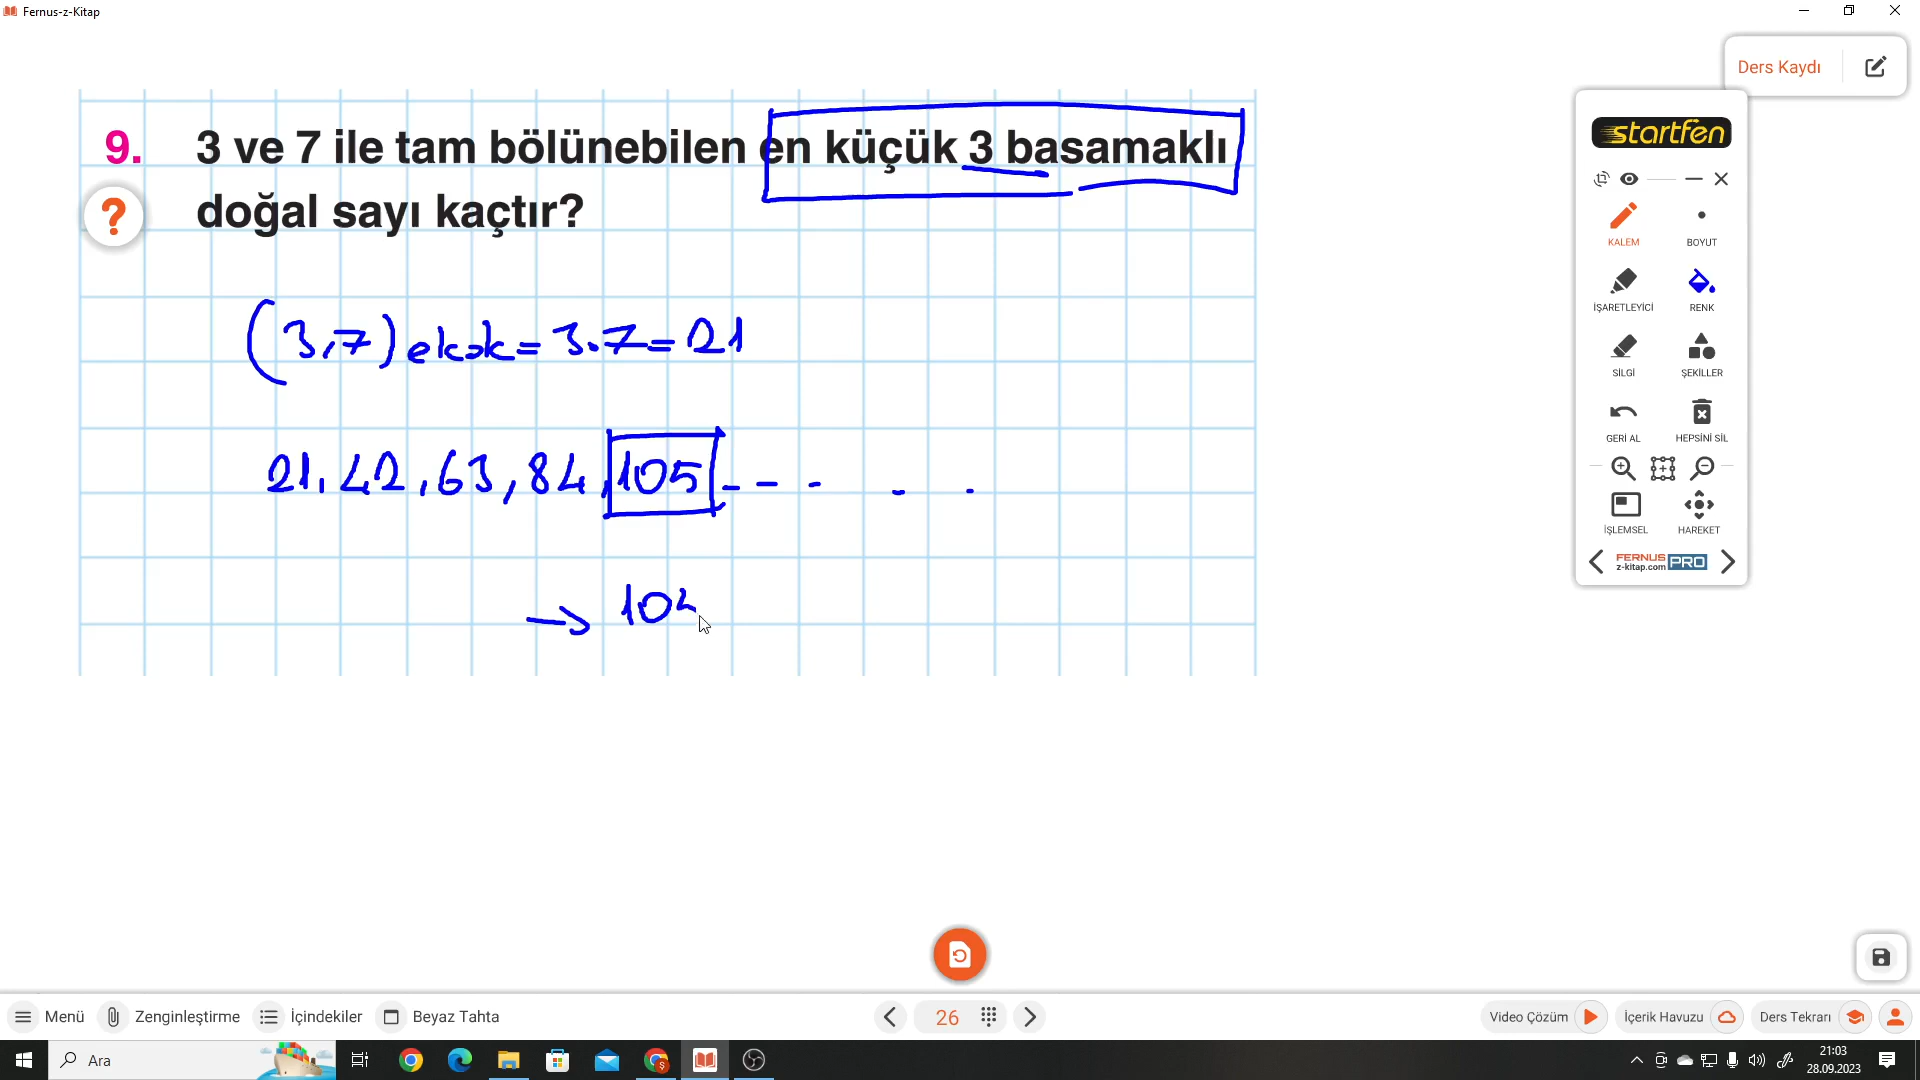 Fernus-z-Kitap
Ders Kaydı
9. 3 ve 7 ile tam bölünebilen en küçük 3 basamaklı
doğal sayı kaçtır?
?
(3,7)ekok=3.7=21
21,42,63,84,105,--- . .
→ 104
startfen
KALEM
BOYUT
İŞARETLEYİCİ
RENK
SİLGİ
ŞEKİLLER
GERİ AL
HEPSİNİ SİL
İŞLEMSEL
HAREKET
FERNUS
z-kitap.com PRO
Menü
Zenginleştirme
İçindekiler
Beyaz Tahta
26
Video Çözüm
İçerik Havuzu
Ders Tekrarı
Ara
21:03
28.09.2023